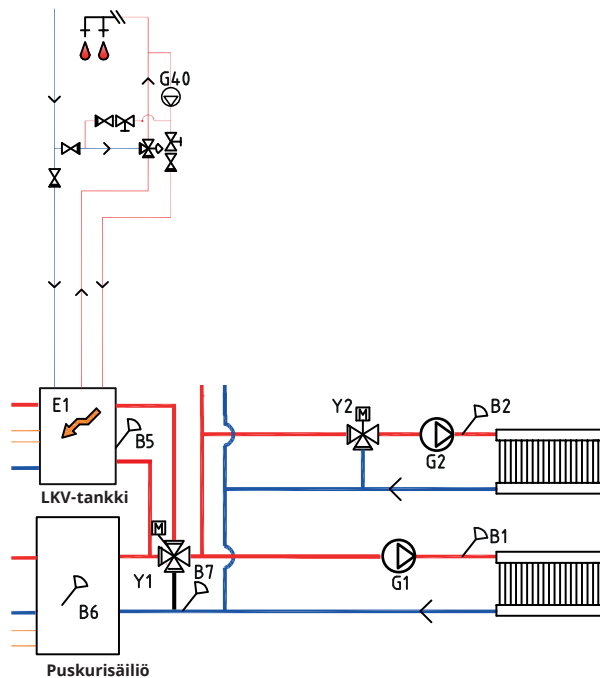 G40
Y2
M
B2
E1
B5
G2
LKV-tankki
M
B1
Y1
B7
G1
B6
Puskurisäiliö